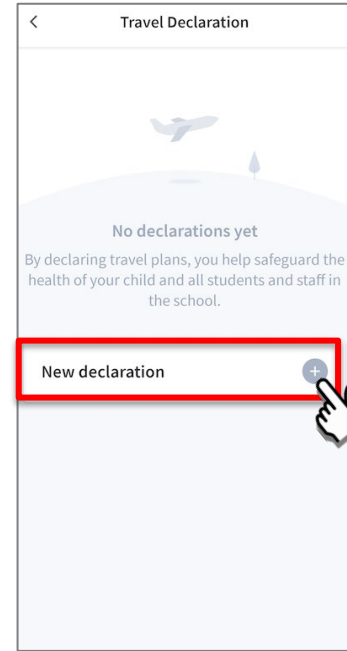 Travel Declaration
No declarations yet
By declaring travel plans, you help safeguard the
health of your child and all students and staff in
the school.
New declaration